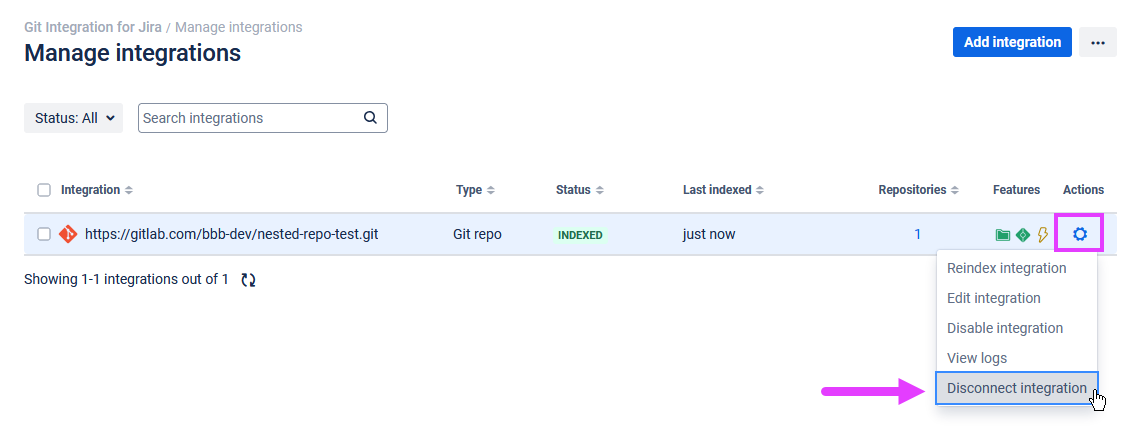 Git Integration for Jira / Manage integrations
Manage integrations
Add integration
Status: All
Search integrations
Integration Type Status Last indexed Repositories Features Actions
https://gitlab.com/bbb-dev/nested-repo-test.git Git repo INDEXED just now 1
Showing 1-1 integrations out of 1
Reindex integration
Edit integration
Disable integration
View logs
Disconnect integration